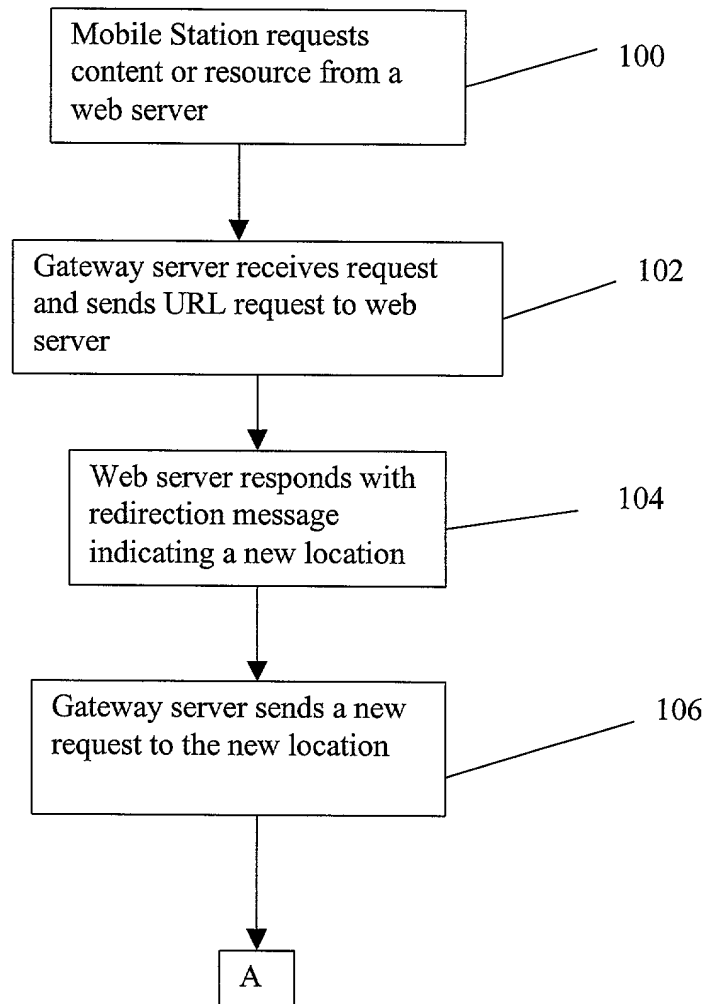 Mobile Station requests
content or resource from a
web server
100
Gateway server receives request
and sends URL request to web
server
102
Web server responds with
redirection message
indicating a new location
104
Gateway server sends a new
request to the new location
106
A